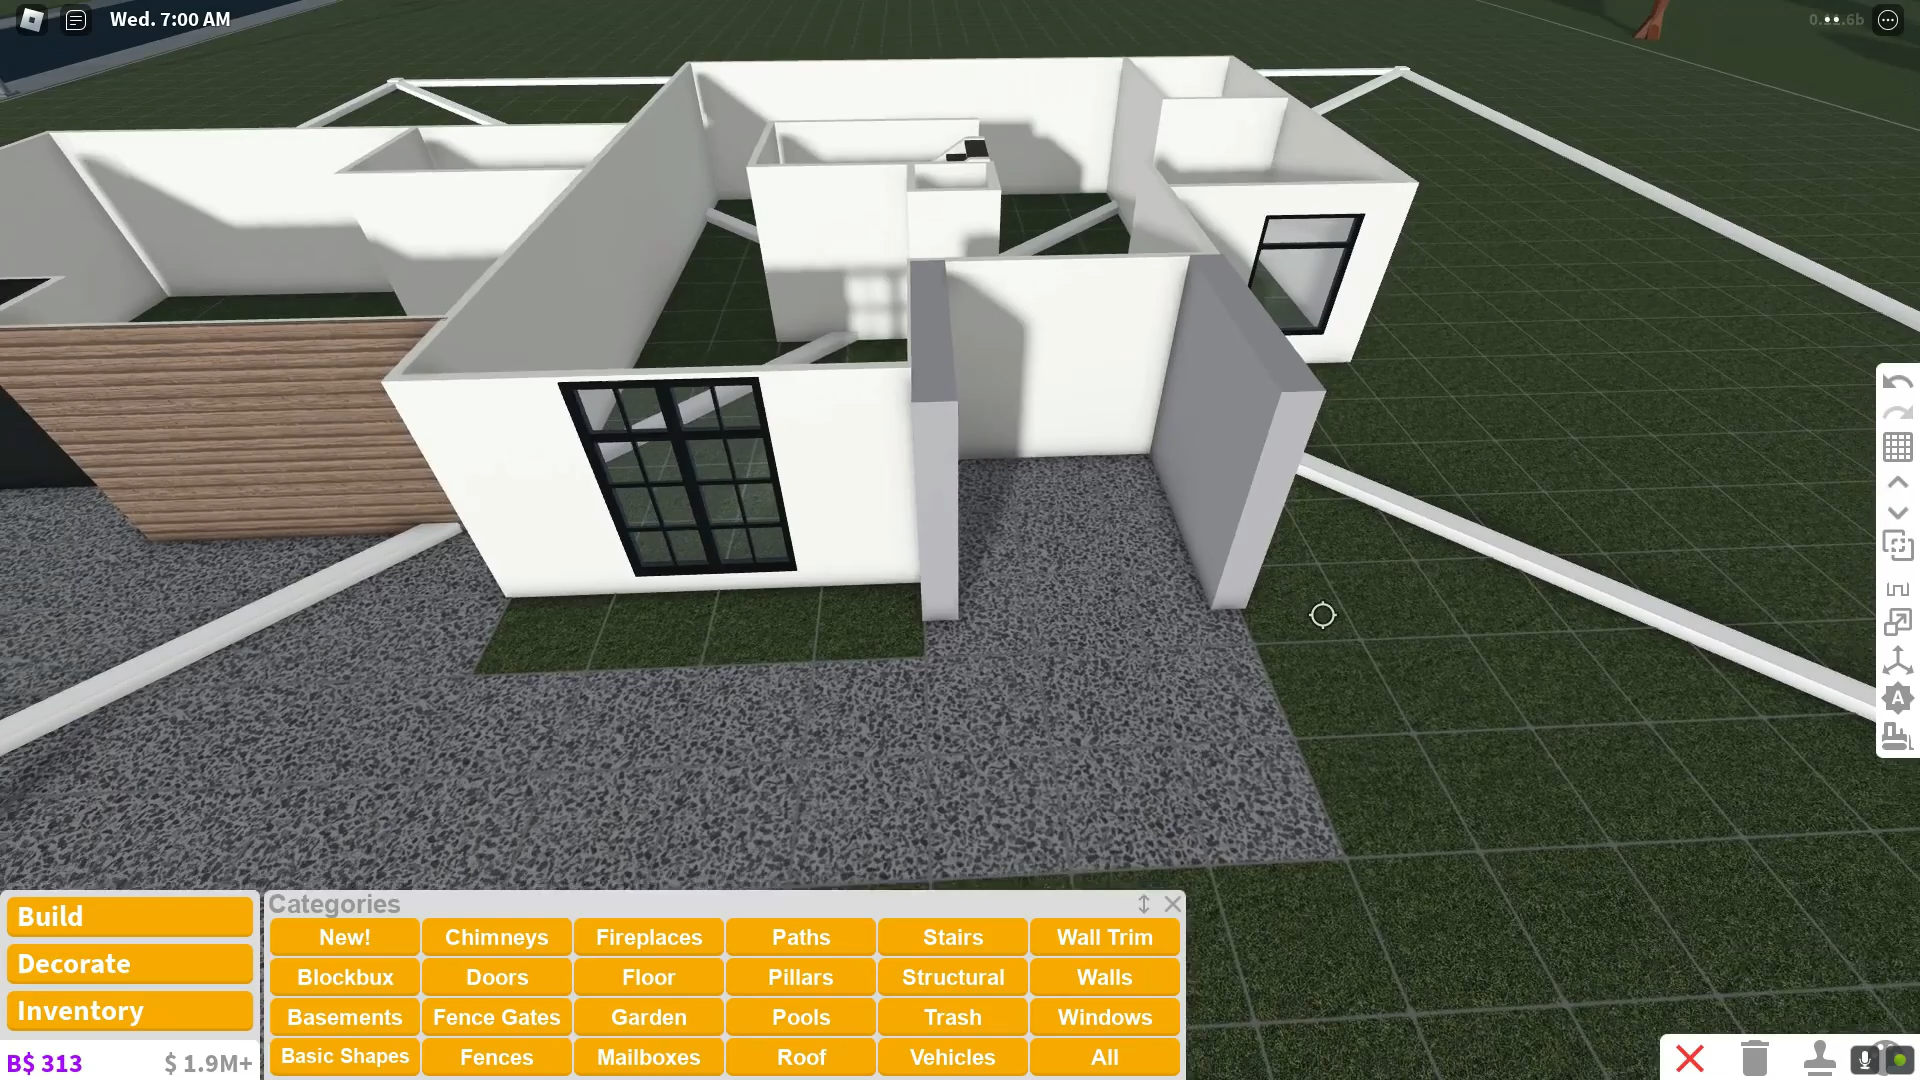 Wed. 7:00 AM
Build
Decorate
Inventory
B$ 313
$ 1.9M+
Categories
New!
Chimneys
Fireplaces
Paths
Stairs
Wall Trim
Blockbux
Doors
Floor
Pillars
Structural
Walls
Basements
Fence Gates
Garden
Pools
Trash
Windows
Basic Shapes
Fences
Mailboxes
Roof
Vehicles
All
A